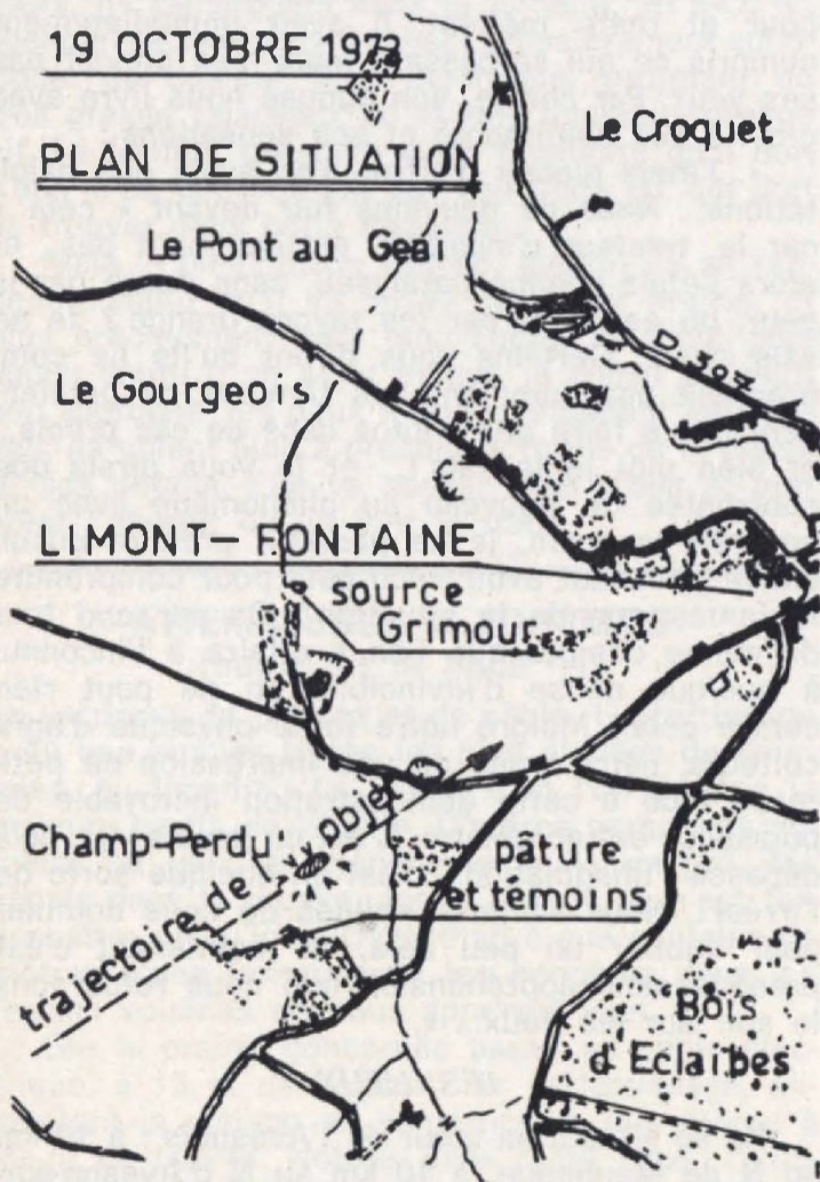 19 OCTOBRE 1973
PLAN DE SITUATION
Le Croquet
Le Pont au Geai
D.307
Le Gourgeois
LIMONT-FONTAINE
source
Grimour
Champ-Perdu
trajectoire de l'objet
pâture
et témoins
Bois
d'Eclaibes